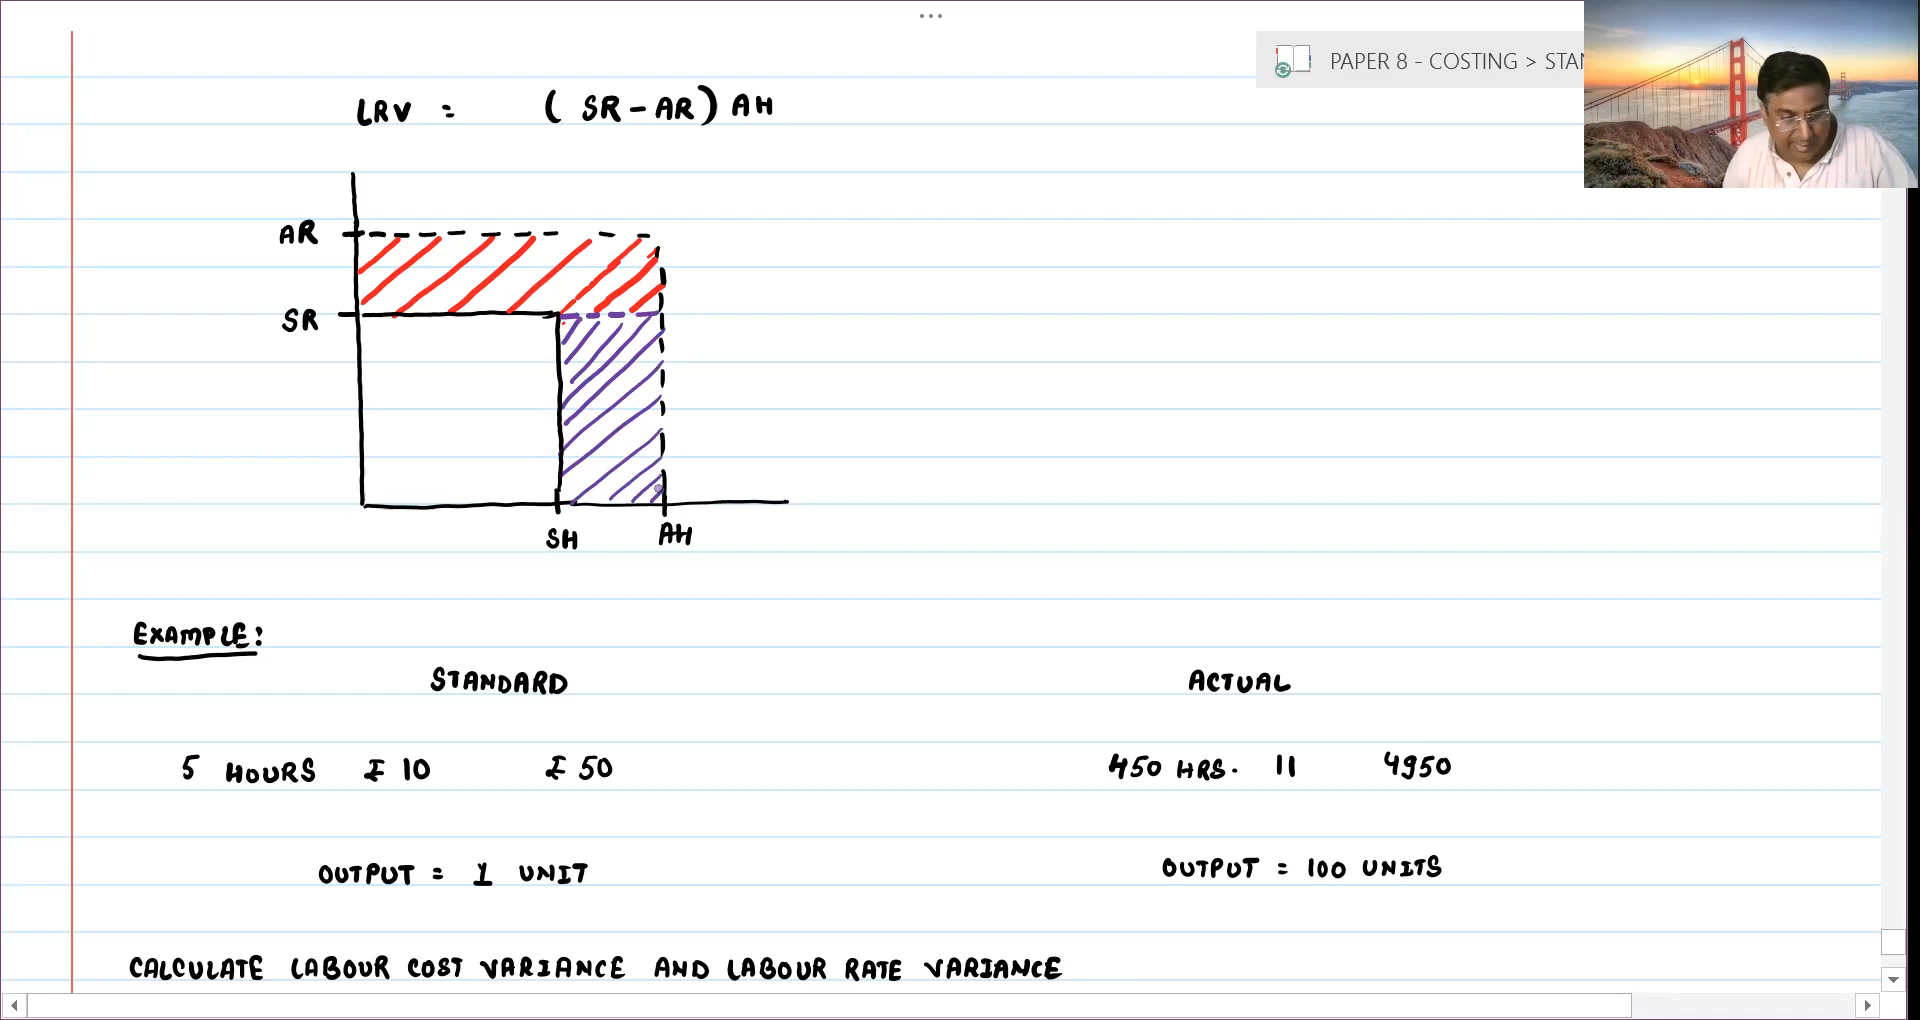 PAPER 8 - COSTING > STAN
LRV = ( SR - AR ) AH
AR
SR
SH AH
EXAMPLE:
STANDARD ACTUAL
5 HOURS I 10 I 50 450 HRS. 11 4950
OUTPUT = 1 UNIT OUTPUT = 100 UNITS
CALCULATE LABOUR COST VARIANCE AND LABOUR RATE VARIANCE